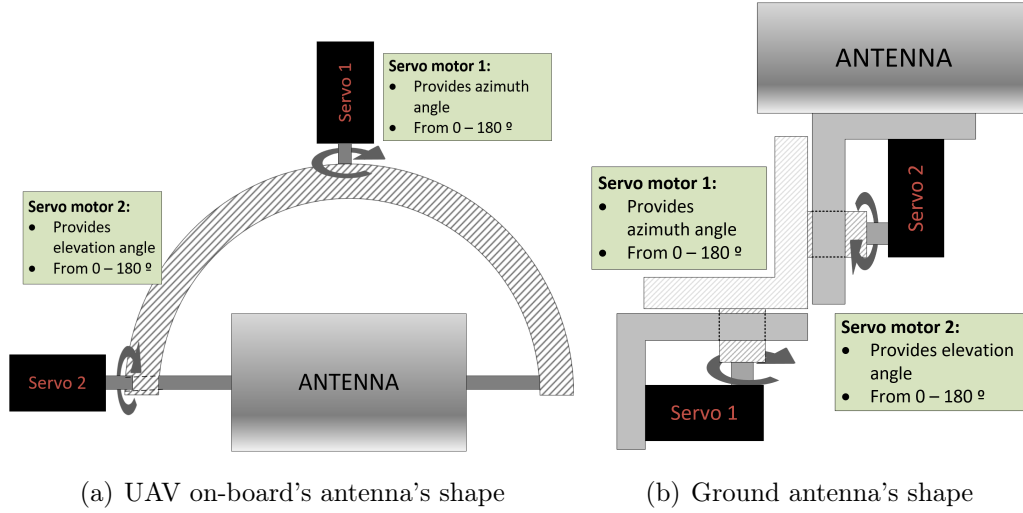 Servo 1
Servo motor 1:
• Provides azimuth
angle
• From 0 – 180 º
Servo motor 2:
• Provides
elevation angle
• From 0 – 180 º
Servo 2
ANTENNA
(a) UAV on-board's antenna's shape
ANTENNA
Servo 2
Servo motor 1:
• Provides
azimuth angle
• From 0 – 180 º
Servo motor 2:
• Provides elevation
angle
• From 0 – 180 º
Servo 1
(b) Ground antenna's shape